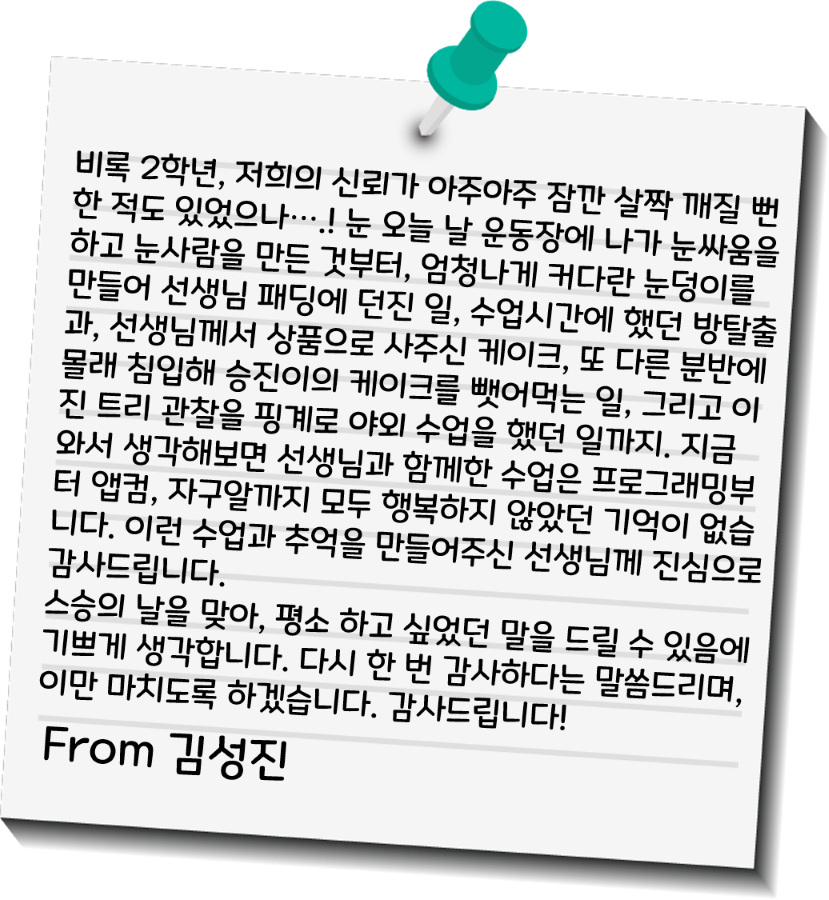 비록 2학년, 저희의 신뢰가 아주아주 잠깐 살짝 깨질 뻔
한 적도 있었으나….! 눈 오늘 날 운동장에 나가 눈싸움을
하고 눈사람을 만든 것부터, 엄청나게 커다란 눈덩이를
만들어 선생님 패딩에 던진 일, 수업시간에 했던 방탈출
과, 선생님께서 상품으로 사주신 케이크, 또 다른 분반에
몰래 침입해 승진이의 케이크를 뺏어먹는 일, 그리고 이
진 트리 관찰을 핑계로 야외 수업을 했던 일까지. 지금
와서 생각해보면 선생님과 함께한 수업은 프로그래밍부
터 앱컴, 자구알까지 모두 행복하지 않았던 기억이 없습
니다. 이런 수업과 추억을 만들어주신 선생님께 진심으로
감사드립니다.
스승의 날을 맞아, 평소 하고 싶었던 말을 드릴 수 있음에
기쁘게 생각합니다. 다시 한 번 감사하다는 말씀드리며,
이만 마치도록 하겠습니다. 감사드립니다!
From 김성진